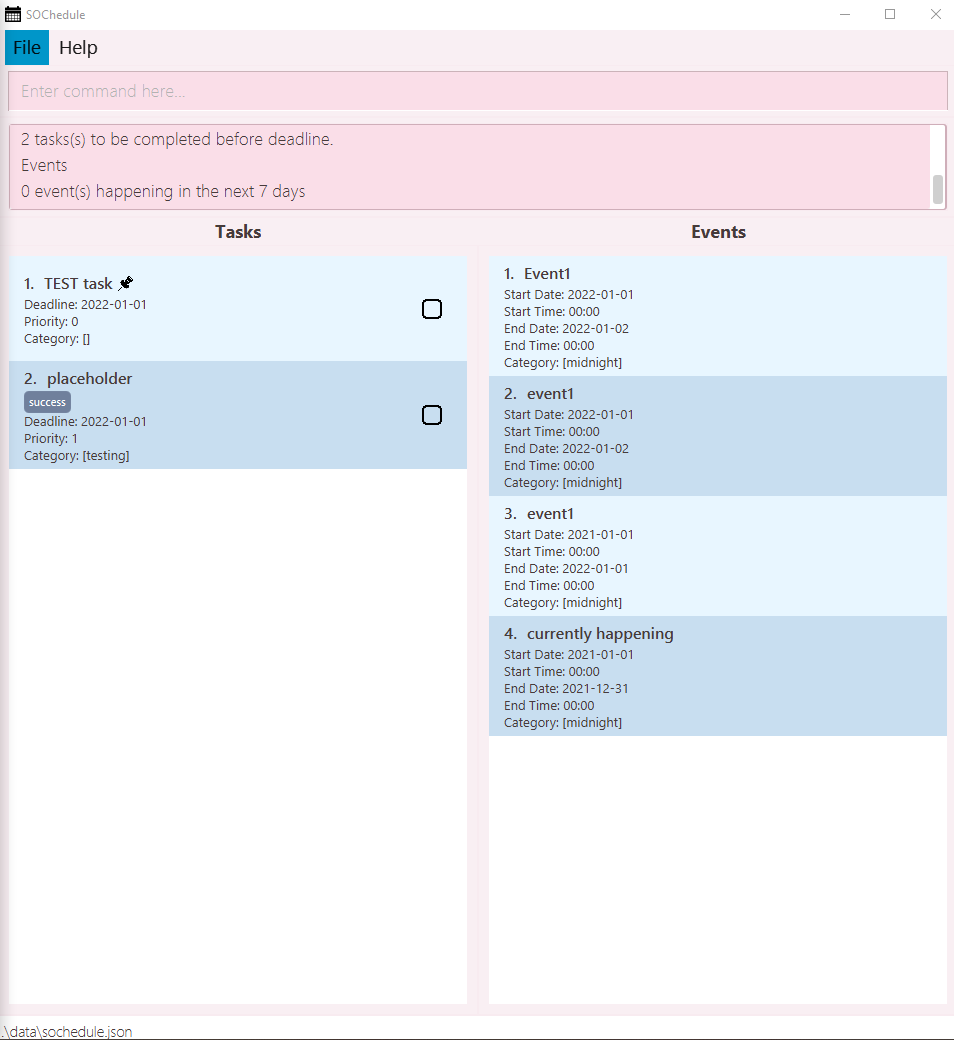 SOChedule
File Help
Enter command here...
2 tasks(s) to be completed before deadline.
Events
0 event(s) happening in the next 7 days
Tasks
1. TEST task
Deadline: 2022-01-01
Priority: 0
Category: []
2. placeholder
success
Deadline: 2022-01-01
Priority: 1
Category: [testing]
Events
1. Event1
Start Date: 2022-01-01
Start Time: 00:00
End Date: 2022-01-02
End Time: 00:00
Category: [midnight]
2. event1
Start Date: 2022-01-01
Start Time: 00:00
End Date: 2022-01-02
End Time: 00:00
Category: [midnight]
3. event1
Start Date: 2021-01-01
Start Time: 00:00
End Date: 2022-01-01
End Time: 00:00
Category: [midnight]
4. currently happening
Start Date: 2021-01-01
Start Time: 00:00
End Date: 2021-12-31
End Time: 00:00
Category: [midnight]
.\data\sochedule.json